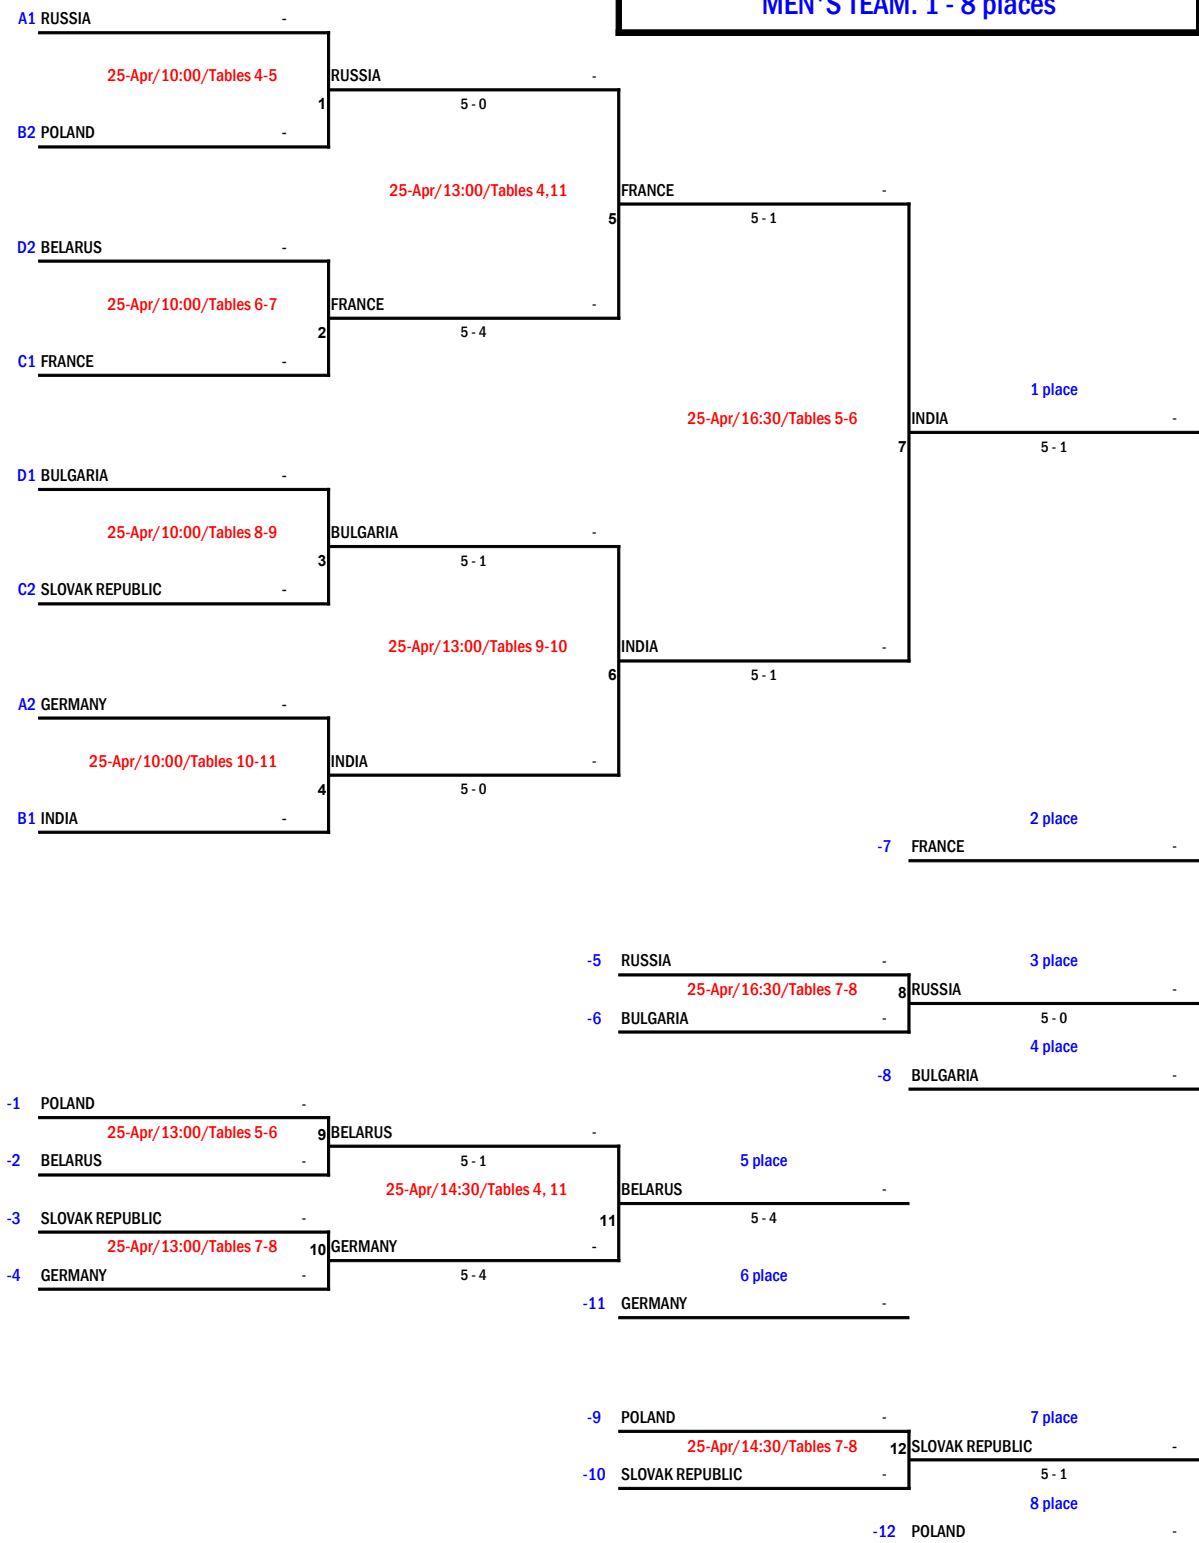 MEN'S TEAM. 1 - 8 places
A1 RUSSIA -
25-Apr/10:00/Tables 4-5
RUSSIA -
1
5 - 0
B2 POLAND -
25-Apr/13:00/Tables 4,11
FRANCE -
5
5 - 1
D2 BELARUS -
25-Apr/10:00/Tables 6-7
FRANCE -
2
5 - 4
C1 FRANCE -
1 place
25-Apr/16:30/Tables 5-6
INDIA -
7
5 - 1
D1 BULGARIA -
25-Apr/10:00/Tables 8-9
BULGARIA -
3
5 - 1
C2 SLOVAK REPUBLIC -
25-Apr/13:00/Tables 9-10
INDIA -
6
5 - 1
A2 GERMANY -
25-Apr/10:00/Tables 10-11
INDIA -
4
5 - 0
B1 INDIA -
2 place
-7 FRANCE -
-5 RUSSIA -
3 place
25-Apr/16:30/Tables 7-8
8 RUSSIA -
-6 BULGARIA -
5 - 0
4 place
-8 BULGARIA -
-1 POLAND -
25-Apr/13:00/Tables 5-6
9 BELARUS -
-2 BELARUS -
5 - 1
5 place
25-Apr/14:30/Tables 4, 11
BELARUS -
11
5 - 4
-3 SLOVAK REPUBLIC -
25-Apr/13:00/Tables 7-8
10 GERMANY -
-4 GERMANY -
5 - 4
6 place
-11 GERMANY -
-9 POLAND -
7 place
25-Apr/14:30/Tables 7-8
12 SLOVAK REPUBLIC -
-10 SLOVAK REPUBLIC -
5 - 1
8 place
-12 POLAND -